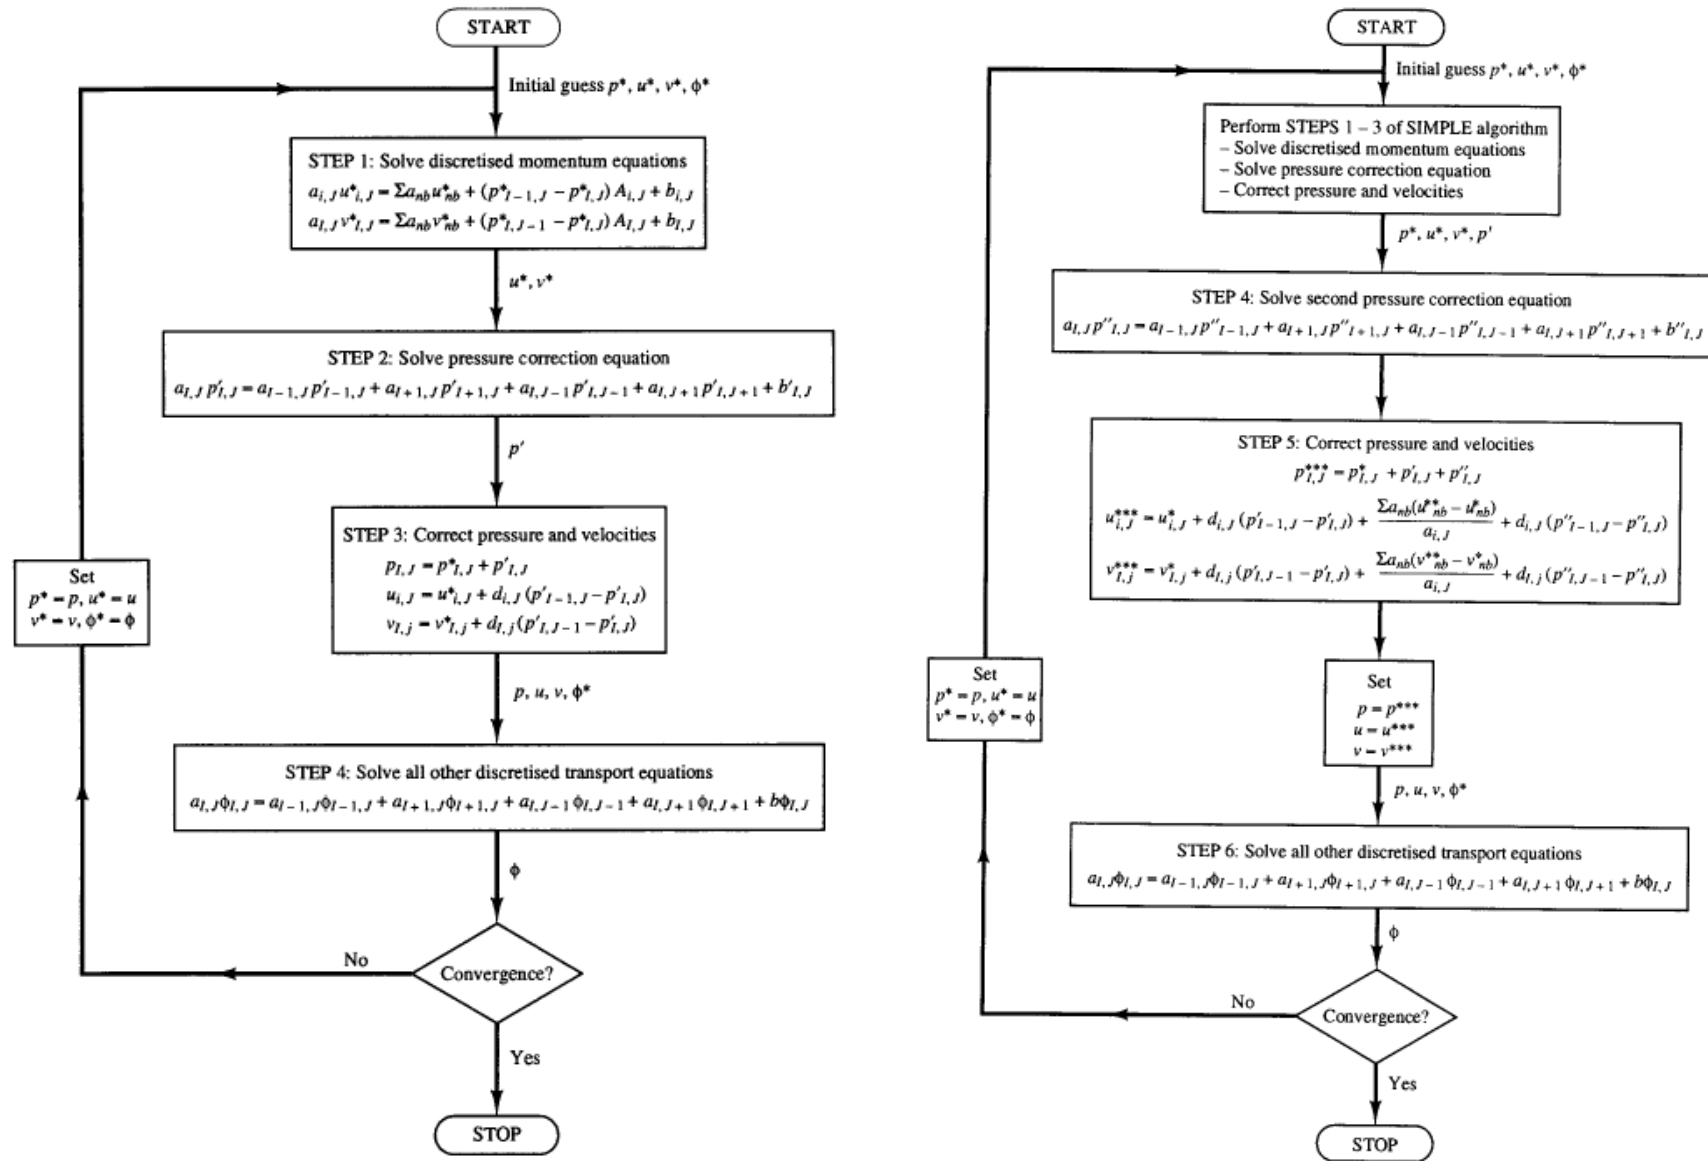 START
Initial guess p*, u*, v*, ϕ*
STEP 1: Solve discretised momentum equations
a_{i,J} u*_{i,J} = Σa_{nb}u*_{nb} + (p*_{I−1,J} − p*_{I,J}) A_{i,J} + b_{i,J}
a_{I,J} v*_{I,J} = Σa_{nb}v*_{nb} + (p*_{I,J−1} − p*_{I,J}) A_{I,J} + b_{I,J}
u*, v*
STEP 2: Solve pressure correction equation
a_{I,J} p'_{I,J} = a_{I−1,J} p'_{I−1,J} + a_{I+1,J} p'_{I+1,J} + a_{I,J−1} p'_{I,J−1} + a_{I,J+1} p'_{I,J+1} + b'_{I,J}
p'
STEP 3: Correct pressure and velocities
p_{I,J} = p*_{I,J} + p'_{I,J}
u_{i,J} = u*_{i,J} + d_{i,J} (p'_{I−1,J} − p'_{I,J})
v_{I,j} = v*_{I,j} + d_{I,j} (p'_{I,J−1} − p'_{I,J})
Set
p* = p, u* = u
v* = v, ϕ* = ϕ
p, u, v, ϕ*
STEP 4: Solve all other discretised transport equations
a_{I,J}ϕ_{I,J} = a_{I−1,J}ϕ_{I−1,J} + a_{I+1,J}ϕ_{I+1,J} + a_{I,J−1}ϕ_{I,J−1} + a_{I,J+1}ϕ_{I,J+1} + bϕ_{I,J}
ϕ
No
Convergence?
Yes
STOP
START
Initial guess p*, u*, v*, ϕ*
Perform STEPS 1 – 3 of SIMPLE algorithm
– Solve discretised momentum equations
– Solve pressure correction equation
– Correct pressure and velocities
p*, u*, v*, p'
STEP 4: Solve second pressure correction equation
a_{I,J} p''_{I,J} = a_{I−1,J} p''_{I−1,J} + a_{I+1,J} p''_{I+1,J} + a_{I,J−1} p''_{I,J−1} + a_{I,J+1} p''_{I,J+1} + b''_{I,J}
STEP 5: Correct pressure and velocities
p***_{I,J} = p*_{I,J} + p'_{I,J} + p''_{I,J}
u***_{i,J} = u*_{i,J} + d_{i,J} (p'_{I−1,J} − p'_{I,J}) + Σa_{nb}(u**_{nb} − u*_{nb}) / a_{i,J} + d_{i,J} (p''_{I−1,J} − p''_{I,J})
v***_{I,j} = v*_{I,j} + d_{I,j} (p'_{I,J−1} − p'_{I,J}) + Σa_{nb}(v**_{nb} − v*_{nb}) / a_{i,J} + d_{I,j} (p''_{I,J−1} − p''_{I,J})
Set
p* = p, u* = u
v* = v, ϕ* = ϕ
Set
p = p***
u = u***
v = v***
p, u, v, ϕ*
STEP 6: Solve all other discretised transport equations
a_{I,J}ϕ_{I,J} = a_{I−1,J}ϕ_{I−1,J} + a_{I+1,J}ϕ_{I+1,J} + a_{I,J−1}ϕ_{I,J−1} + a_{I,J+1}ϕ_{I,J+1} + bϕ_{I,J}
ϕ
No
Convergence?
Yes
STOP